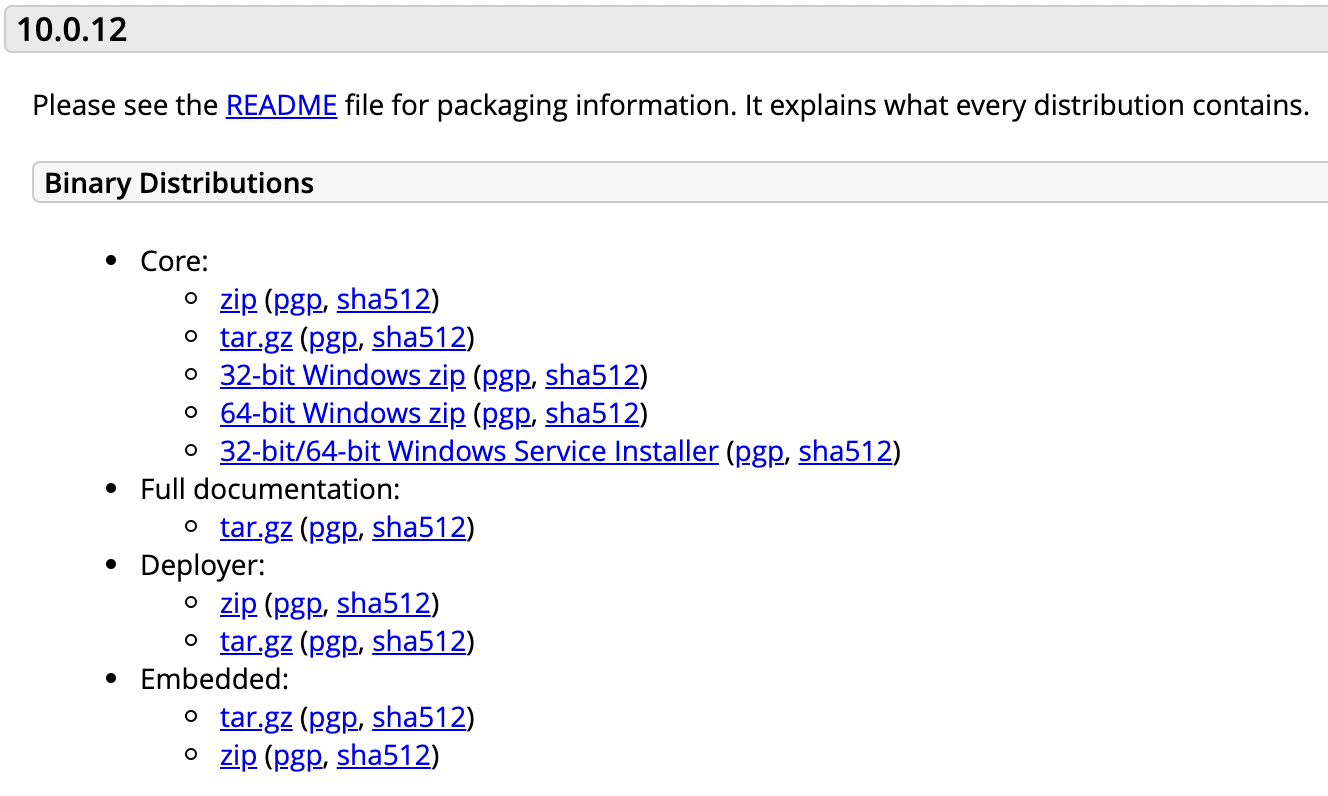 10.0.12
Please see the README file for packaging information. It explains what every distribution contains.
Binary Distributions
• Core:
○ zip (pgp, sha512)
○ tar.gz (pgp, sha512)
○ 32-bit Windows zip (pgp, sha512)
○ 64-bit Windows zip (pgp, sha512)
○ 32-bit/64-bit Windows Service Installer (pgp, sha512)
• Full documentation:
○ tar.gz (pgp, sha512)
• Deployer:
○ zip (pgp, sha512)
○ tar.gz (pgp, sha512)
• Embedded:
○ tar.gz (pgp, sha512)
○ zip (pgp, sha512)